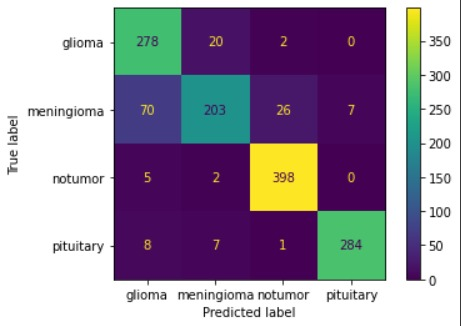 glioma 278 20 2 0
meningioma 70 203 26 7
notumor 5 2 398 0
pituitary 8 7 1 284
glioma meningioma notumor pituitary
Predicted label
True label
350
300
250
200
150
100
50
0